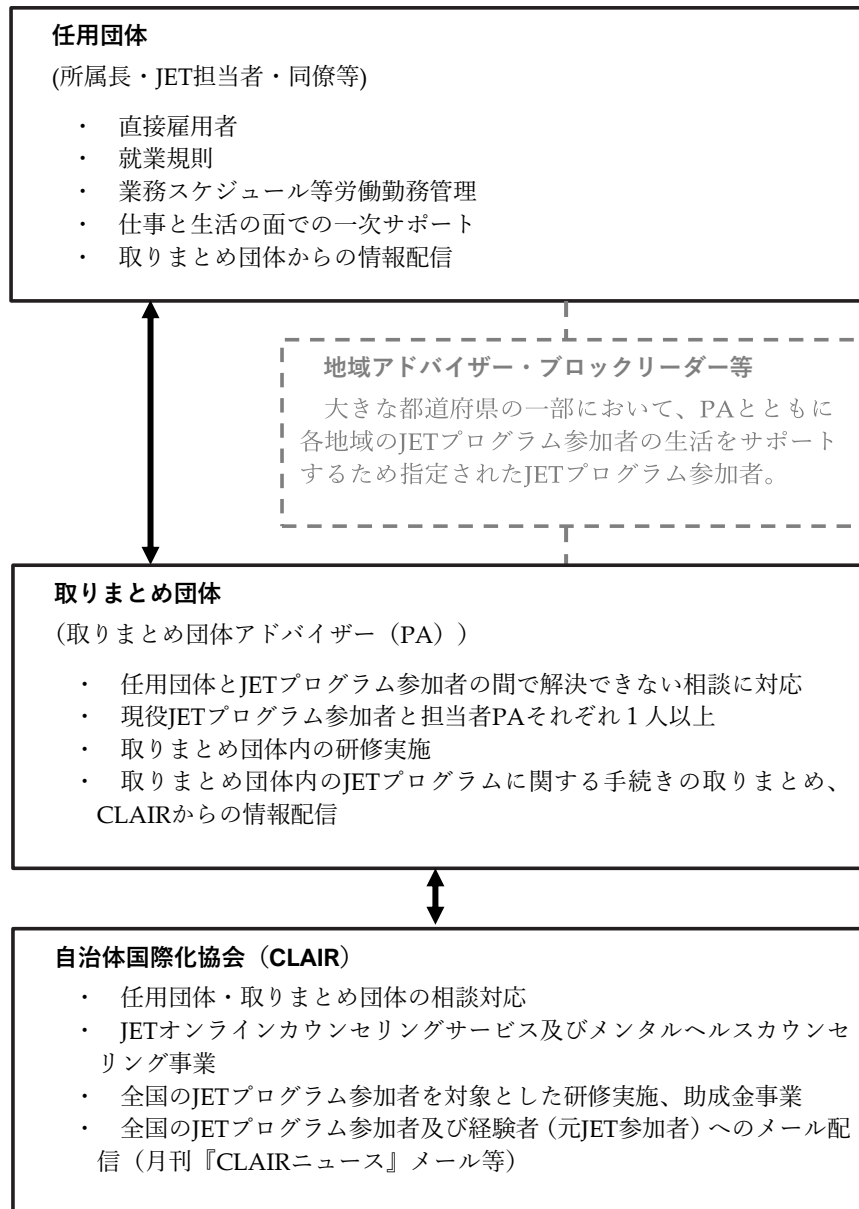 任用団体
(所属長・JET担当者・同僚等)
・ 直接雇用者
・ 就業規則
・ 業務スケジュール等労働勤務管理
・ 仕事と生活の面での一次サポート
・ 取りまとめ団体からの情報配信
地域アドバイザー・ブロックリーダー等
大きな都道府県の一部において、PAとともに
各地域のJETプログラム参加者の生活をサポート
するため指定されたJETプログラム参加者。
取りまとめ団体
（取りまとめ団体アドバイザー（PA））
・ 任用団体とJETプログラム参加者の間で解決できない相談に対応
・ 現役JETプログラム参加者と担当者PAそれぞれ１人以上
・ 取りまとめ団体内の研修実施
・ 取りまとめ団体内のJETプログラムに関する手続きの取りまとめ、
CLAIRからの情報配信
自治体国際化協会（CLAIR）
・ 任用団体・取りまとめ団体の相談対応
・ JETオンラインカウンセリングサービス及びメンタルヘルスカウンセ
リング事業
・ 全国のJETプログラム参加者を対象とした研修実施、助成金事業
・ 全国のJETプログラム参加者及び経験者（元JET参加者）へのメール配
信（月刊『CLAIRニュース』メール等）